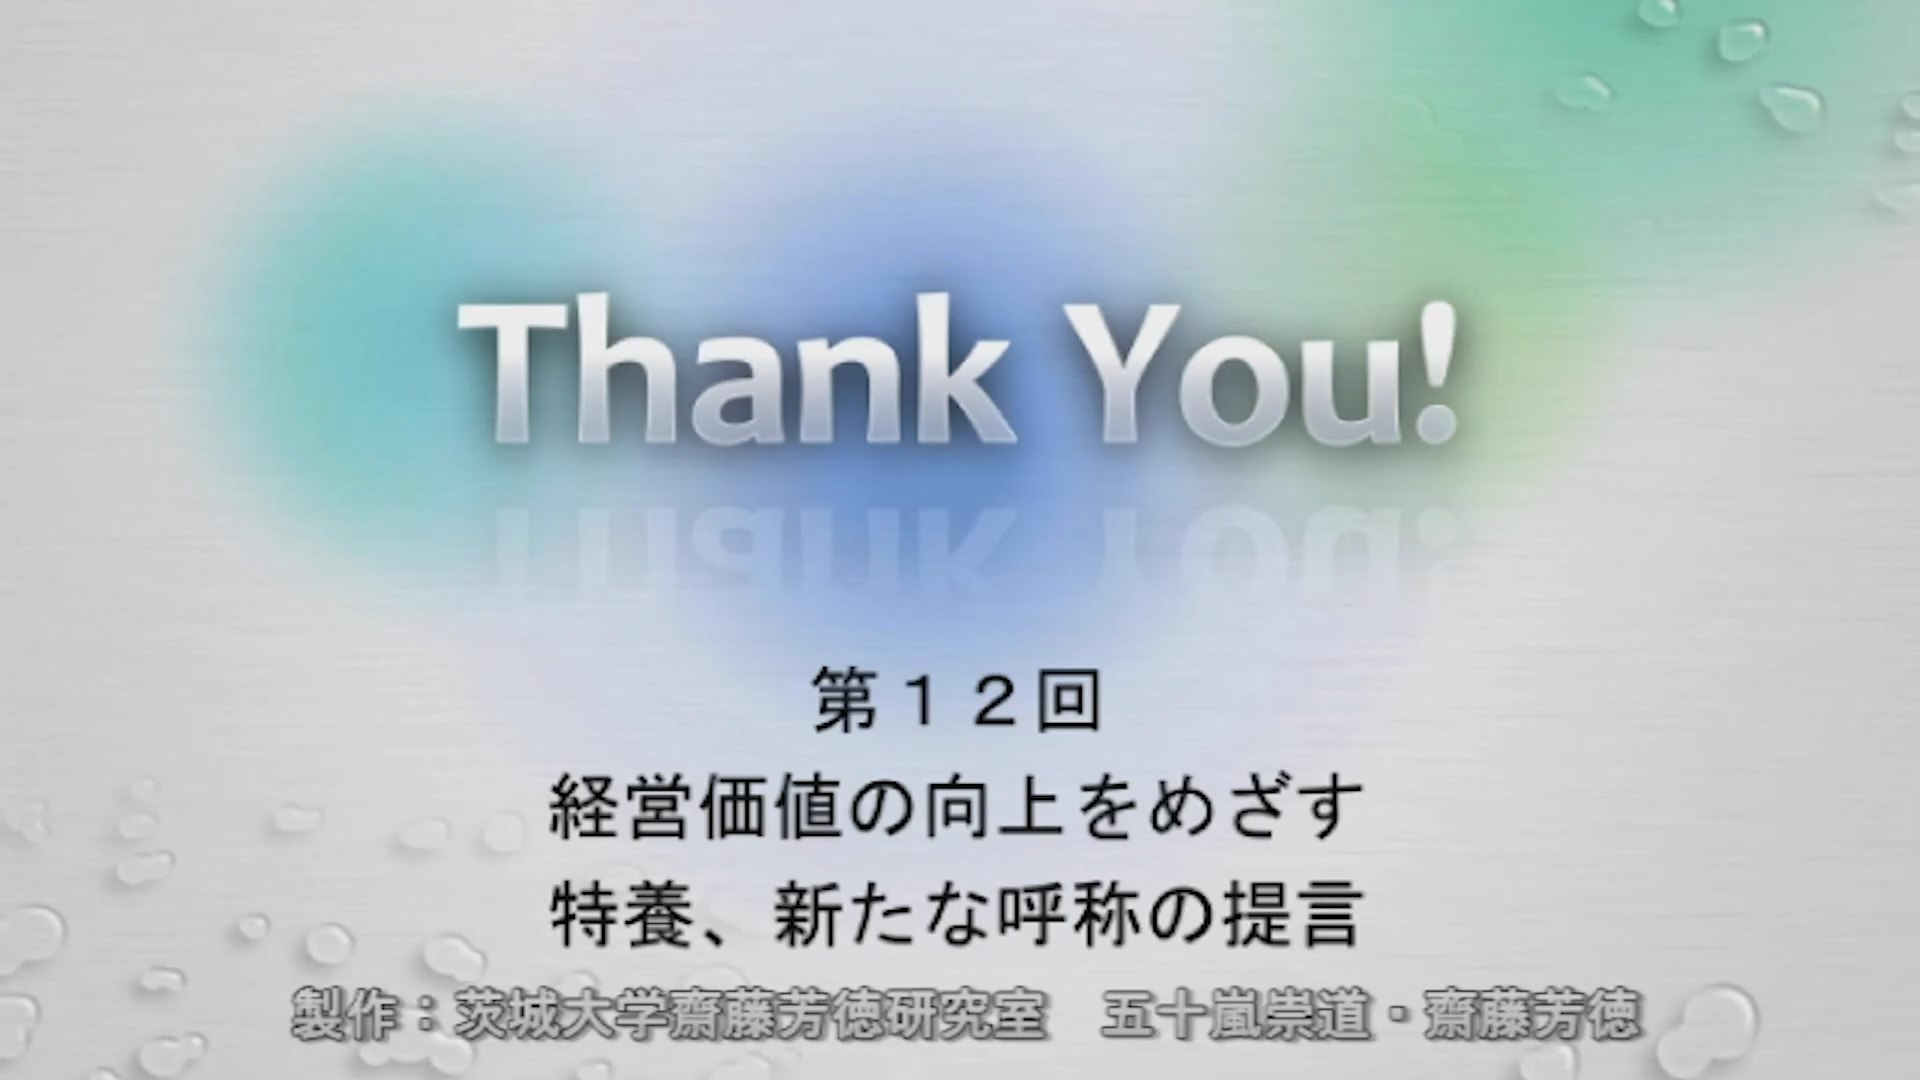 Thank You!
第１２回
経営価値の向上をめざす
特養、新たな呼称の提言
製作：茨城大学齋藤芳徳研究室　五十嵐崇道・齋藤芳徳